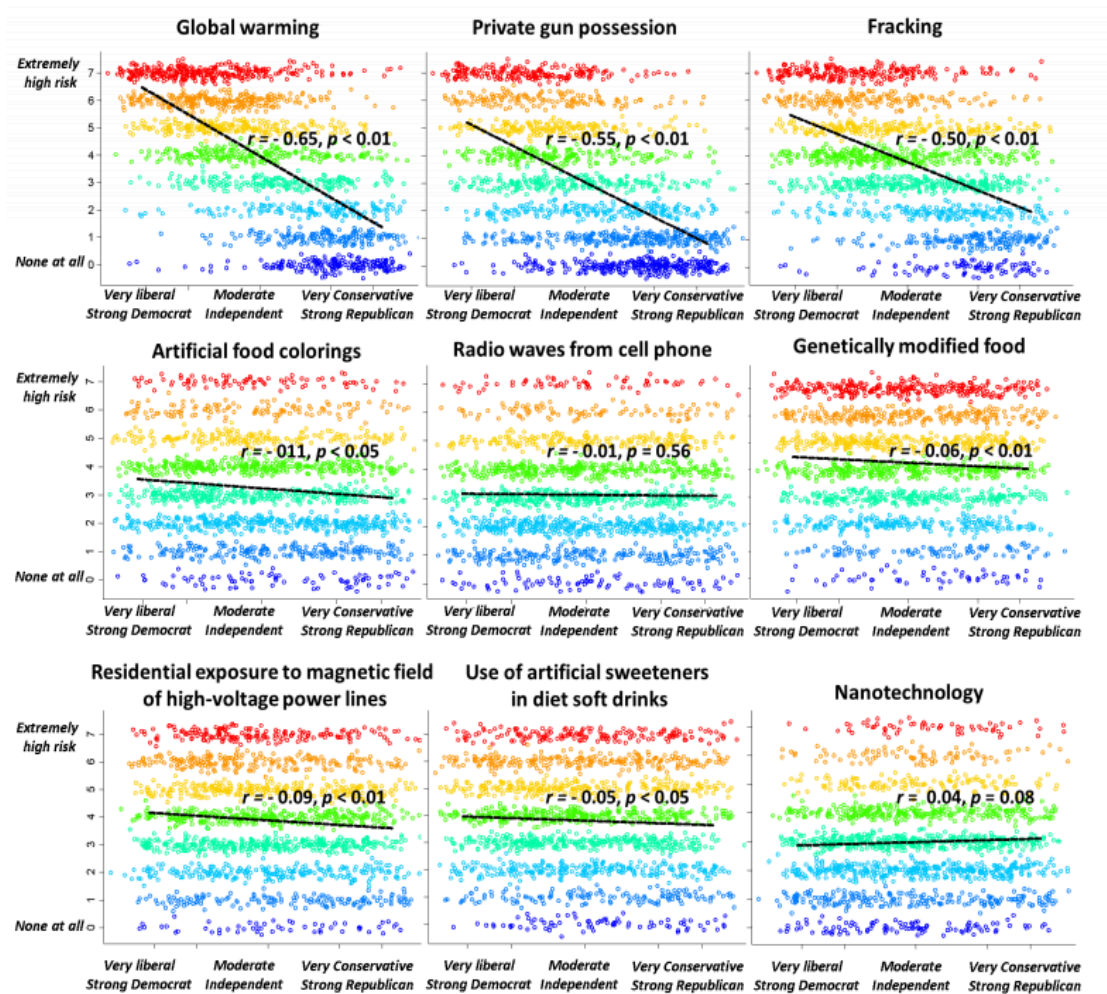 Global warming
Private gun possession
Fracking
Extremely
high risk
7
6
5
4
3
2
1
None at all 0
r = - 0.65, p < 0.01
r = - 0.55, p < 0.01
r = - 0.50, p < 0.01
Very liberal Moderate Very Conservative
Strong Democrat Independent Strong Republican
Very liberal Moderate Very Conservative
Strong Democrat Independent Strong Republican
Very liberal Moderate Very Conservative
Strong Democrat Independent Strong Republican
Artificial food colorings
Radio waves from cell phone
Genetically modified food
Extremely
high risk
7
6
5
4
3
2
1
None at all 0
r = - 011, p < 0.05
r = - 0.01, p = 0.56
r = - 0.06, p < 0.01
Very liberal Moderate Very Conservative
Strong Democrat Independent Strong Republican
Very liberal Moderate Very Conservative
Strong Democrat Independent Strong Republican
Very liberal Moderate Very Conservative
Strong Democrat Independent Strong Republican
Residential exposure to magnetic field
of high-voltage power lines
Use of artificial sweeteners
in diet soft drinks
Nanotechnology
Extremely
high risk
7
6
5
4
3
2
1
None at all 0
r = - 0.09, p < 0.01
r = - 0.05, p < 0.05
r = 0.04, p = 0.08
Very liberal Moderate Very Conservative
Strong Democrat Independent Strong Republican
Very liberal Moderate Very Conservative
Strong Democrat Independent Strong Republican
Very liberal Moderate Very Conservative
Strong Democrat Independent Strong Republican